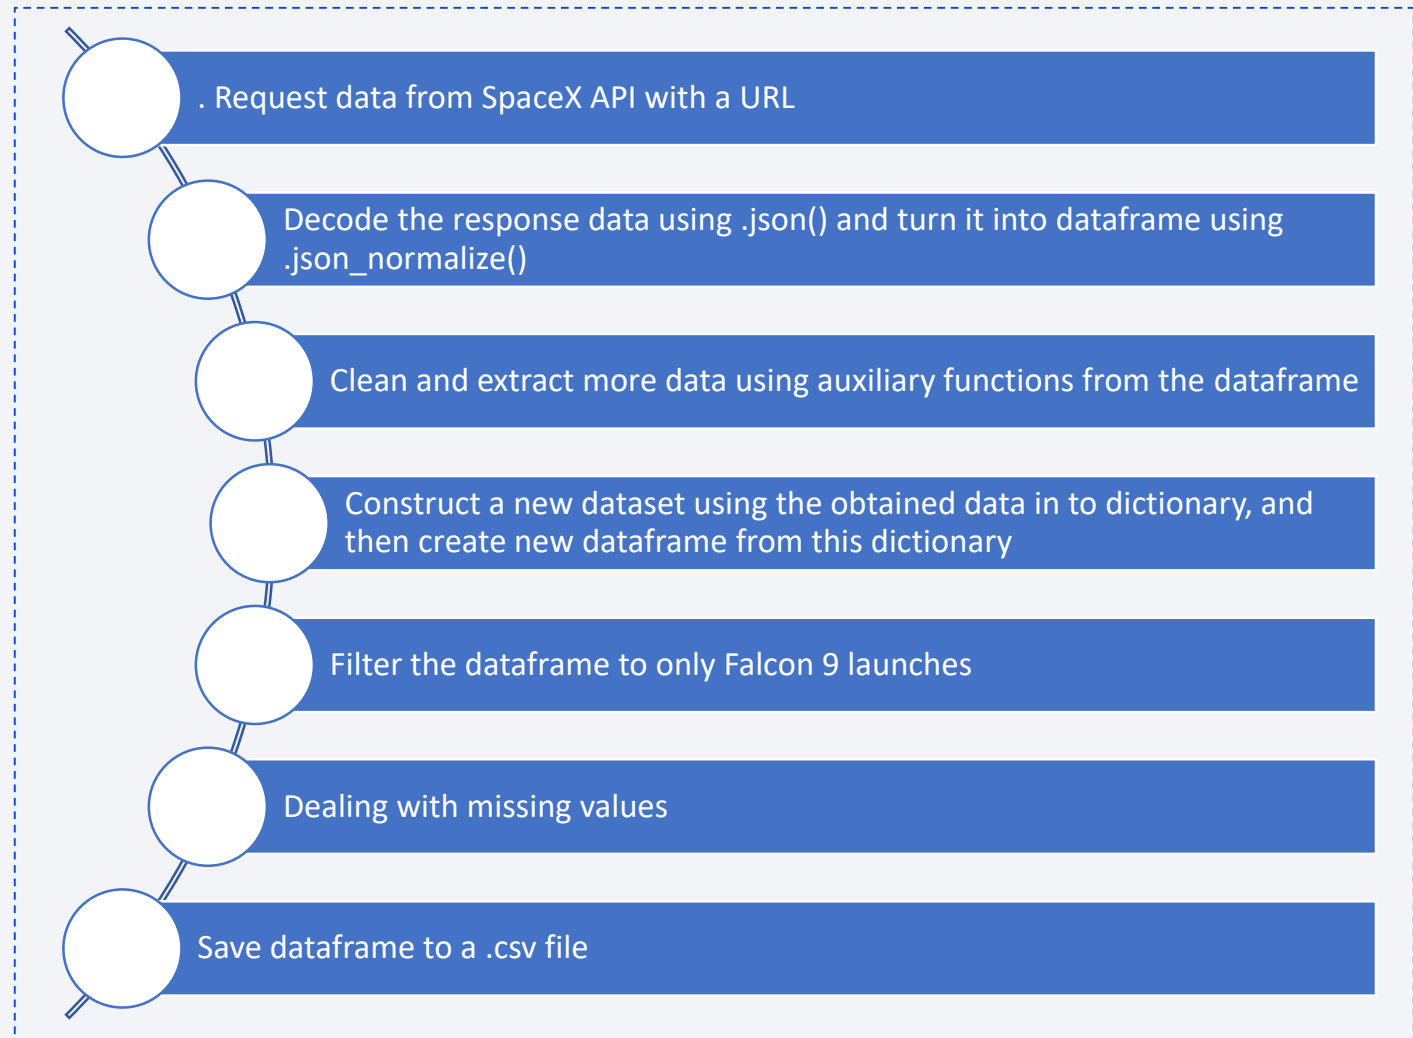 . Request data from SpaceX API with a URL
Decode the response data using .json() and turn it into dataframe using
.json_normalize()
Clean and extract more data using auxiliary functions from the dataframe
Construct a new dataset using the obtained data in to dictionary, and
then create new dataframe from this dictionary
Filter the dataframe to only Falcon 9 launches
Dealing with missing values
Save dataframe to a .csv file